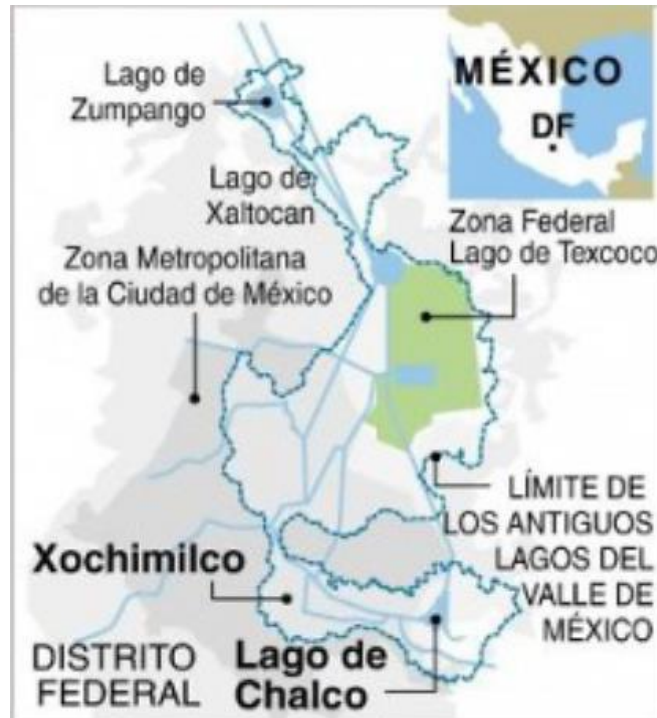 Lago de
Zumpango
MÉXICO
DF
Lago de
Xaltocan
Zona Federal
Lago de Texcoco
Zona Metropolitana
de la Ciudad de México
LÍMITE DE
LOS ANTIGUOS
LAGOS DEL
VALLE DE
MÉXICO
Xochimilco
DISTRITO
FEDERAL
Lago de
Chalco